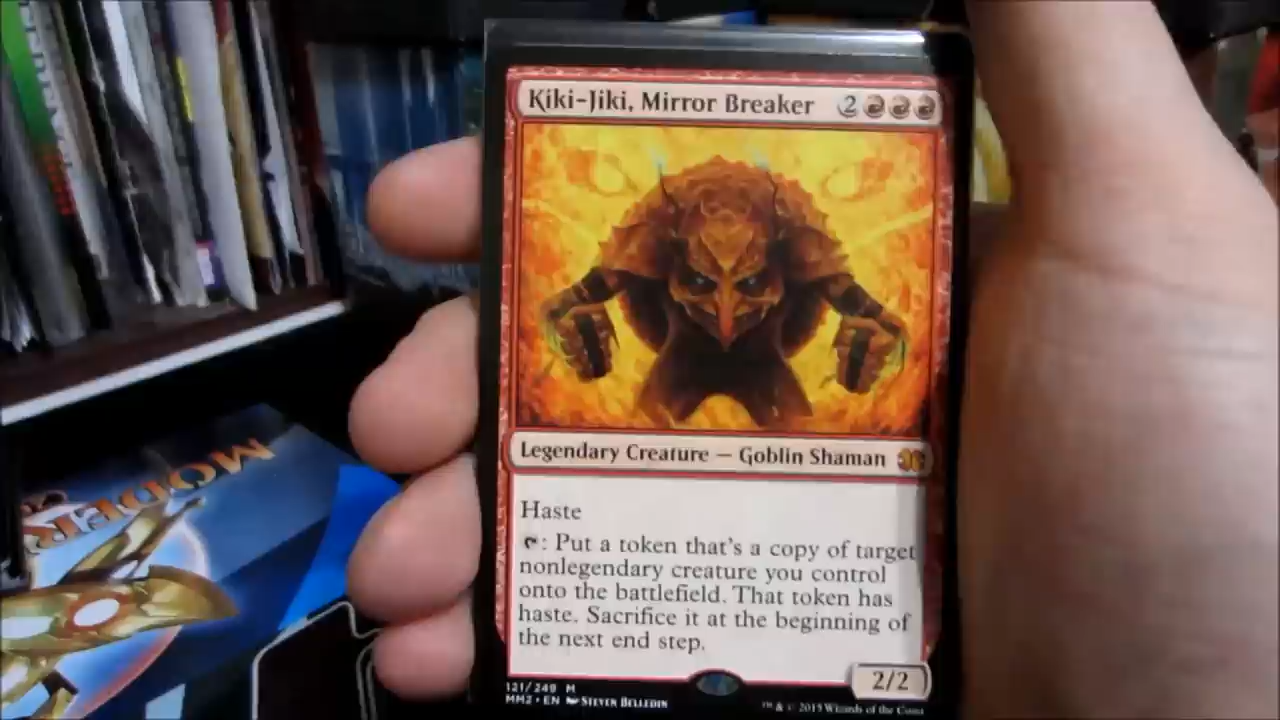 Kiki-Jiki, Mirror Breaker 2
Legendary Creature — Goblin Shaman
Haste
: Put a token that's a copy of target
nonlegendary creature you control
onto the battlefield. That token has
haste. Sacrifice it at the beginning of
the next end step.
2/2
121/249 M
MM2 • EN Steven Belledin
™ & © 2015 Wizards of the Coast
MODER